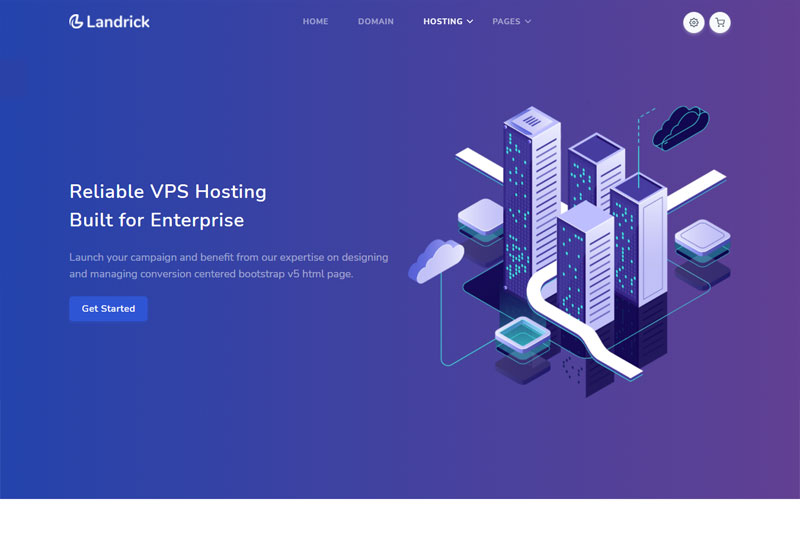 Landrick
HOME
DOMAIN
HOSTING
PAGES
Reliable VPS Hosting
Built for Enterprise
Launch your campaign and benefit from our expertise on designing
and managing conversion centered bootstrap v5 html page.
Get Started